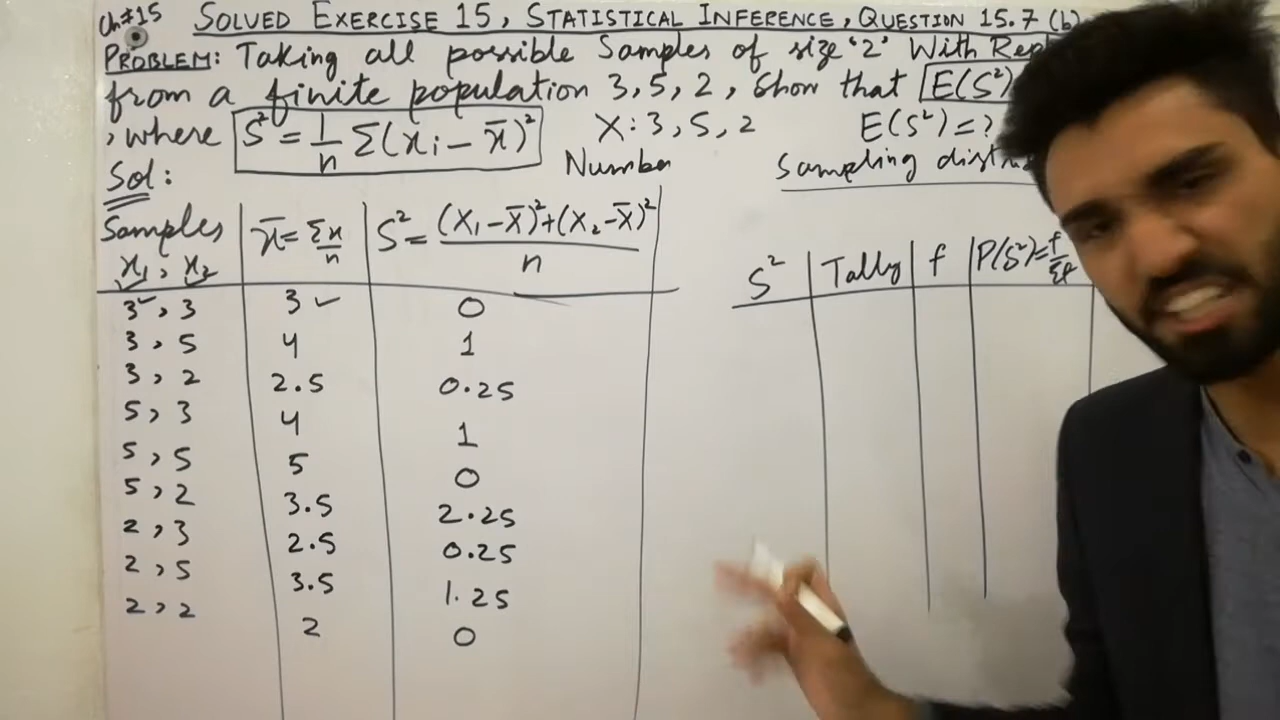 Ch#15 SOLVED EXERCISE 15, STATISTICAL INFERENCE, QUESTION 15.7 (b)
PROBLEM: Taking all possible Samples of size '2' With
from a finite population 3, 5, 2, Show that E(S²)
, where S² = 1/n Σ(xᵢ - x̄)² X: 3, 5, 2 E(S²) = ?
Sol: Number Sampling
Samples x₁, x₂ x̄ = Σx/n S² = (X₁ - X̄)² + (X₂ - X̄)² / n
3, 3 3 0
3, 5 4 1
3, 2 2.5 0.25
5, 3 4 1
5, 5 5 0
5, 2 3.5 2.25
2, 3 2.5 0.25
2, 5 3.5 1.25
2, 2 2 0
S² Tally f P(S²) = f/Σf